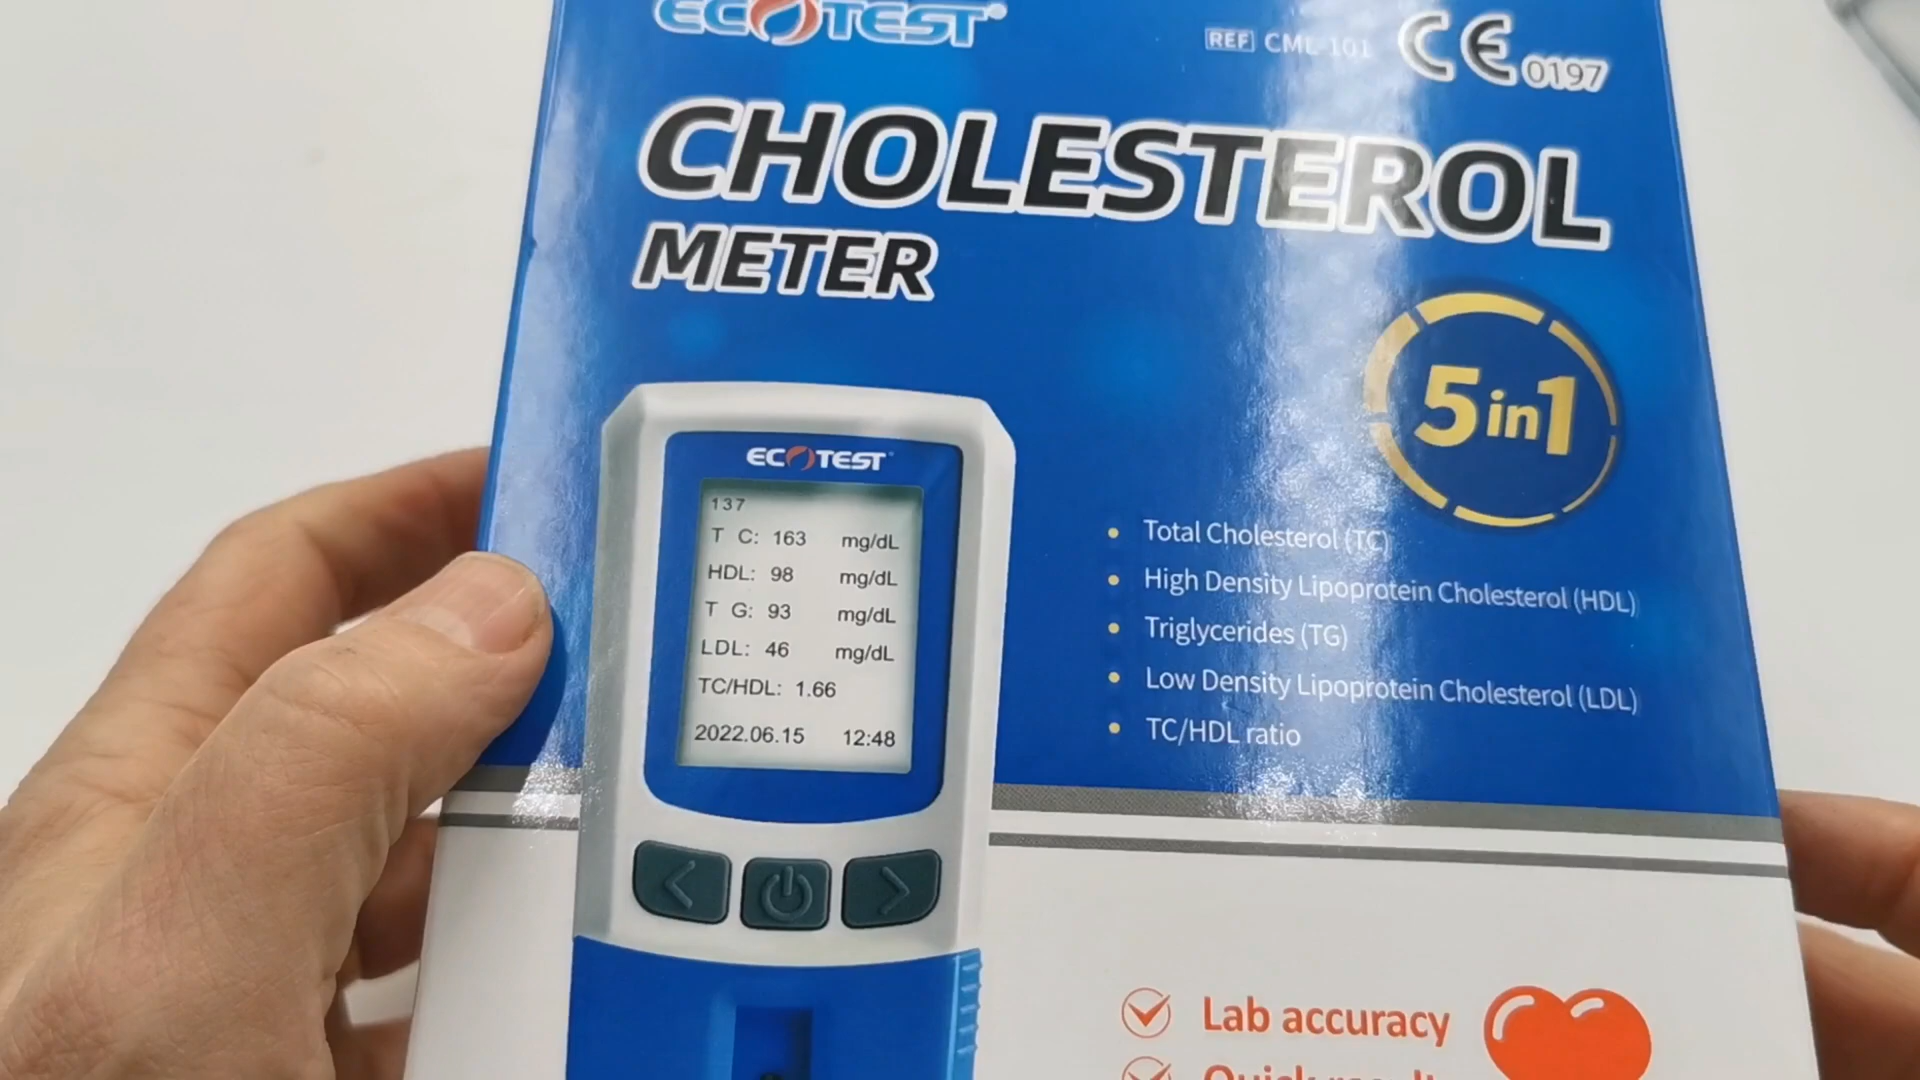 ECOTEST®
REF CML-101
CE 0197
CHOLESTEROL
METER
5in1
ECOTEST
137
T C: 163 mg/dL
HDL: 98 mg/dL
T G: 93 mg/dL
LDL: 46 mg/dL
TC/HDL: 1.66
2022.06.15 12:48
Total Cholesterol (TC)
High Density Lipoprotein Cholesterol (HDL)
Triglycerides (TG)
Low Density Lipoprotein Cholesterol (LDL)
TC/HDL ratio
Lab accuracy
Quick